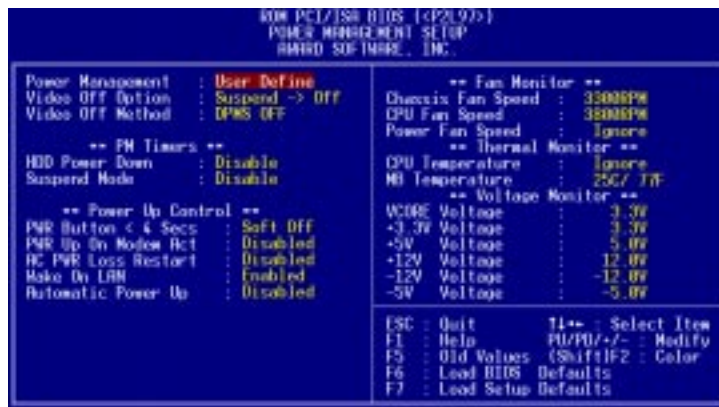 ROM PCI/ISA BIOS (<P2L97>)
POWER MANAGEMENT SETUP
AWARD SOFTWARE, INC.
Power Management : User Define
Video Off Option : Suspend -> Off
Video Off Method : DPMS OFF
** PM Timers **
HDD Power Down : Disable
Suspend Mode : Disable
** Power Up Control **
PWR Button < 4 Secs : Soft Off
PWR Up On Modem Act : Disabled
AC PWR Loss Restart : Disabled
Wake On LAN : Enabled
Automatic Power Up : Disabled
** Fan Monitor **
Chassis Fan Speed : 3300RPM
CPU Fan Speed : 3800RPM
Power Fan Speed : Ignore
** Thermal Monitor **
CPU Temperature : Ignore
MB Temperature : 25C/ 77F
** Voltage Monitor **
VCORE Voltage : 3.3V
+3.3V Voltage : 3.3V
+5V Voltage : 5.0V
+12V Voltage : 12.0V
-12V Voltage : -12.0V
-5V Voltage : -5.0V
ESC : Quit ↑↓→← : Select Item
F1 : Help PU/PD/+/- : Modify
F5 : Old Values (Shift)F2 : Color
F6 : Load BIOS Defaults
F7 : Load Setup Defaults